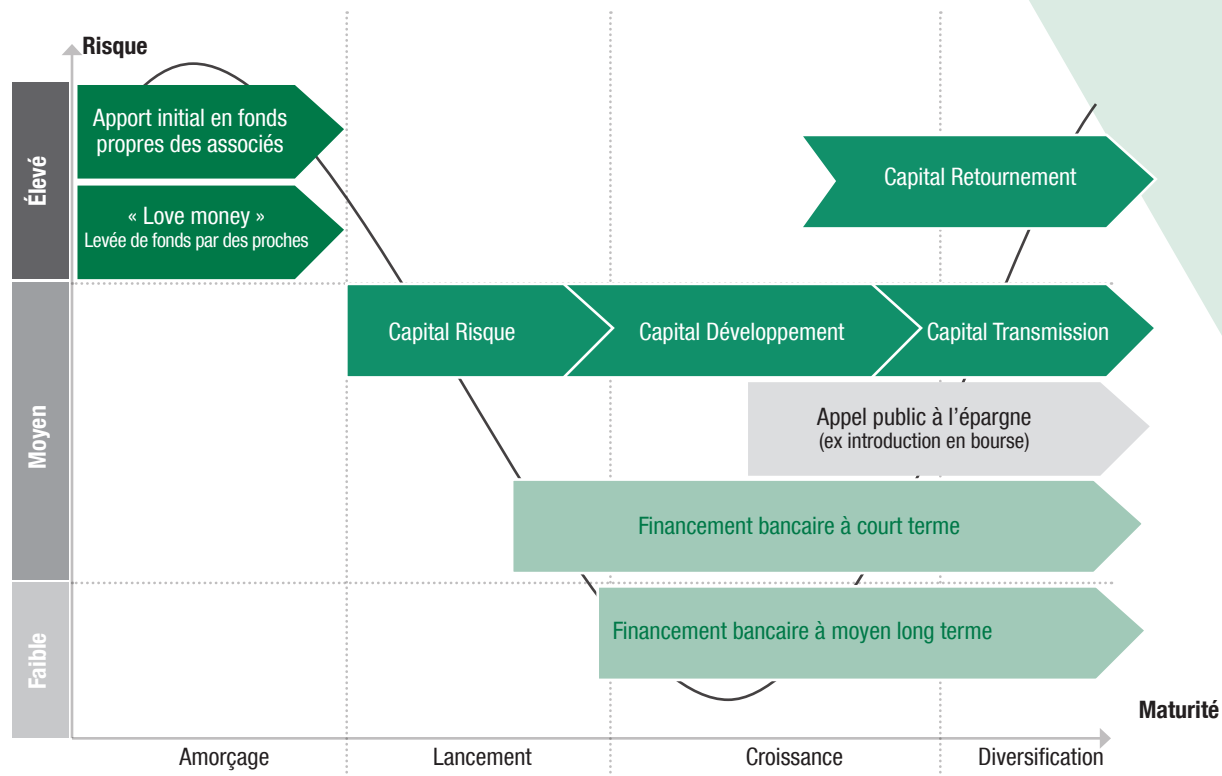 Risque
Élevé
Apport initial en fonds
propres des associés
« Love money »
Levée de fonds par des proches
Capital Retournement
Moyen
Capital Risque
Capital Développement
Capital Transmission
Appel public à l’épargne
(ex introduction en bourse)
Financement bancaire à court terme
Faible
Financement bancaire à moyen long terme
Maturité
Amorçage
Lancement
Croissance
Diversification